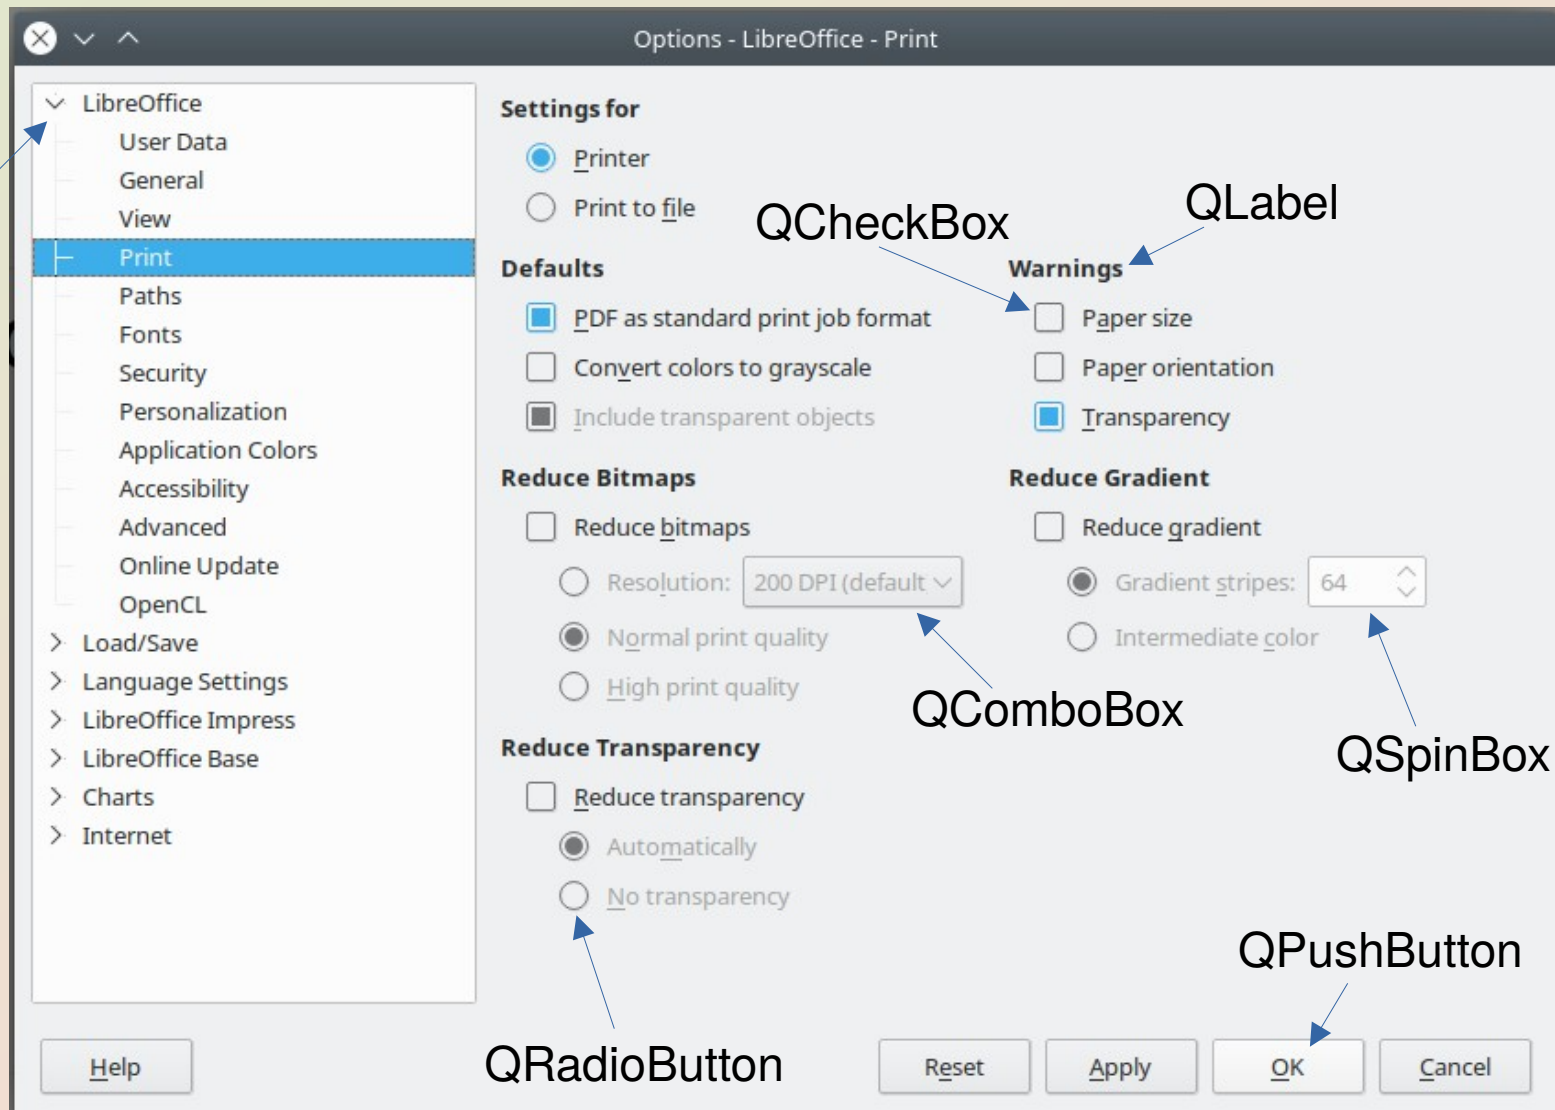 Options - LibreOffice - Print
LibreOffice
User Data
General
View
Print
Paths
Fonts
Security
Personalization
Application Colors
Accessibility
Advanced
Online Update
OpenCL
Load/Save
Language Settings
LibreOffice Impress
LibreOffice Base
Charts
Internet
Settings for
Printer
Print to file
QCheckBox
QLabel
Defaults
PDF as standard print job format
Convert colors to grayscale
Include transparent objects
Warnings
Paper size
Paper orientation
Transparency
Reduce Bitmaps
Reduce bitmaps
Resolution: 200 DPI (default
Normal print quality
High print quality
QComboBox
Reduce Gradient
Reduce gradient
Gradient stripes: 64
Intermediate color
QSpinBox
Reduce Transparency
Reduce transparency
Automatically
No transparency
QRadioButton
QPushButton
Help
Reset
Apply
OK
Cancel